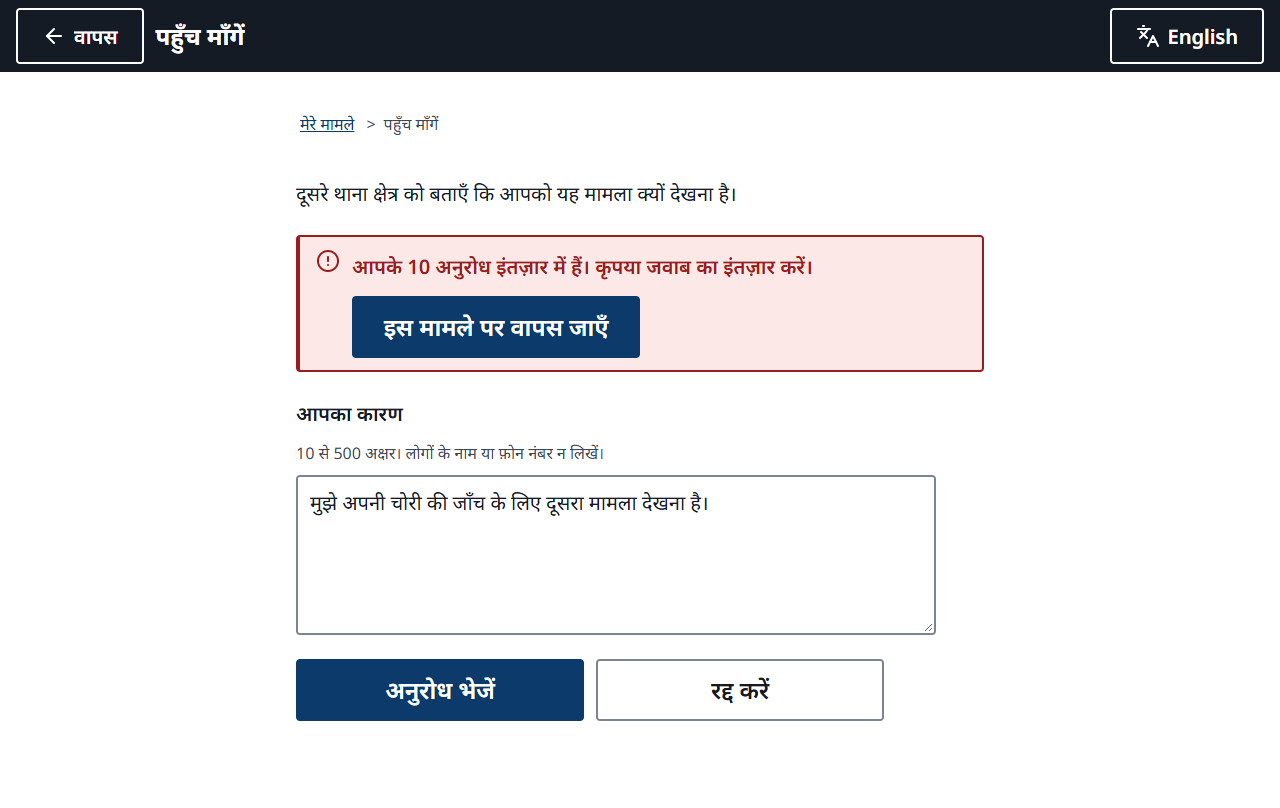 वापस
पहुँच माँगें
English
मेरे मामले > पहुँच माँगें
दूसरे थाना क्षेत्र को बताएँ कि आपको यह मामला क्यों देखना है।
आपके 10 अनुरोध इंतज़ार में हैं। कृपया जवाब का इंतज़ार करें।
इस मामले पर वापस जाएँ
आपका कारण
10 से 500 अक्षर। लोगों के नाम या फ़ोन नंबर न लिखें।
मुझे अपनी चोरी की जाँच के लिए दूसरा मामला देखना है।
अनुरोध भेजें
रद्द करें